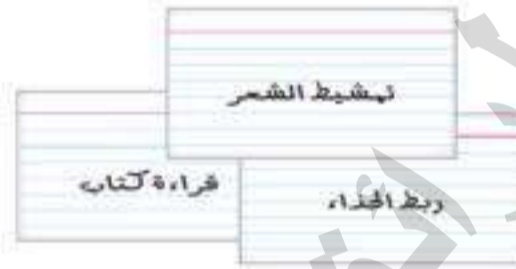 تمشيط الشعر
قراءة كتاب
ربط الحذاء